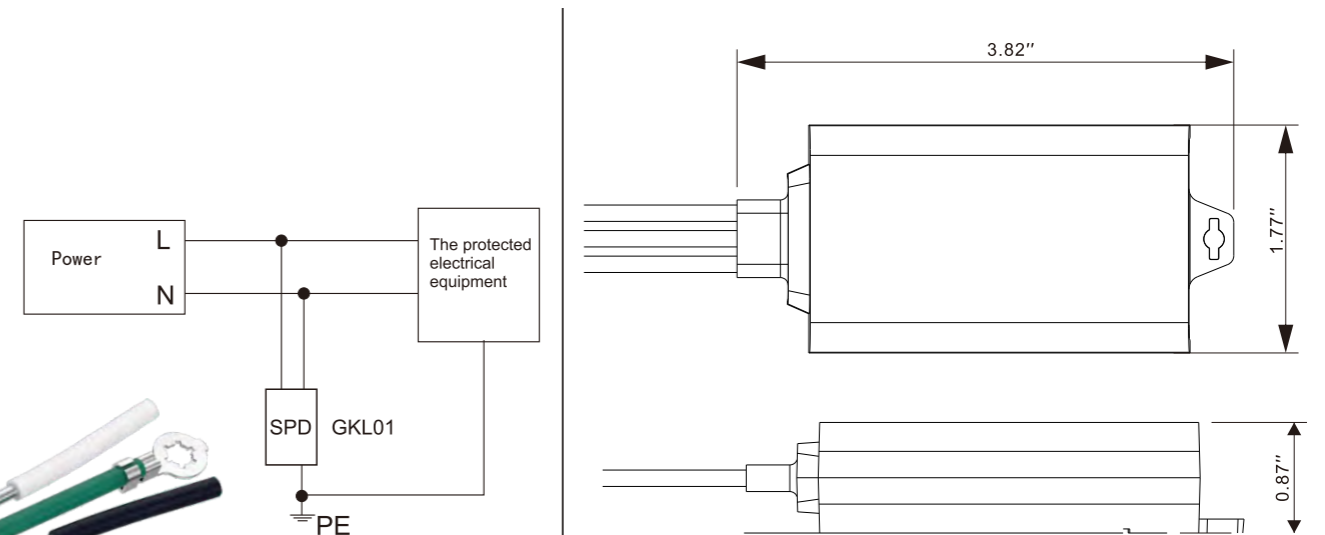 Power
L
N
The protected
electrical
equipment
SPD
GKL01
PE
3.82″
1.77″
0.87″